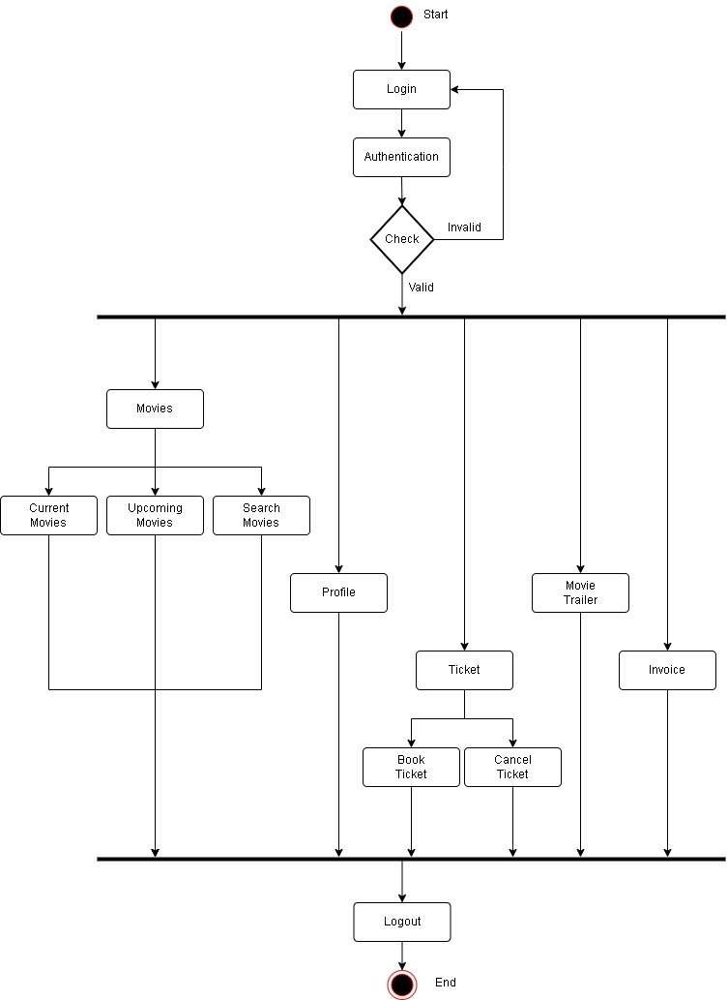 Start
Login
Authentication
Check
Invalid
Valid
Movies
Current
Movies
Upcoming
Movies
Search
Movies
Profile
Movie
Trailer
Ticket
Invoice
Book
Ticket
Cancel
Ticket
Logout
End